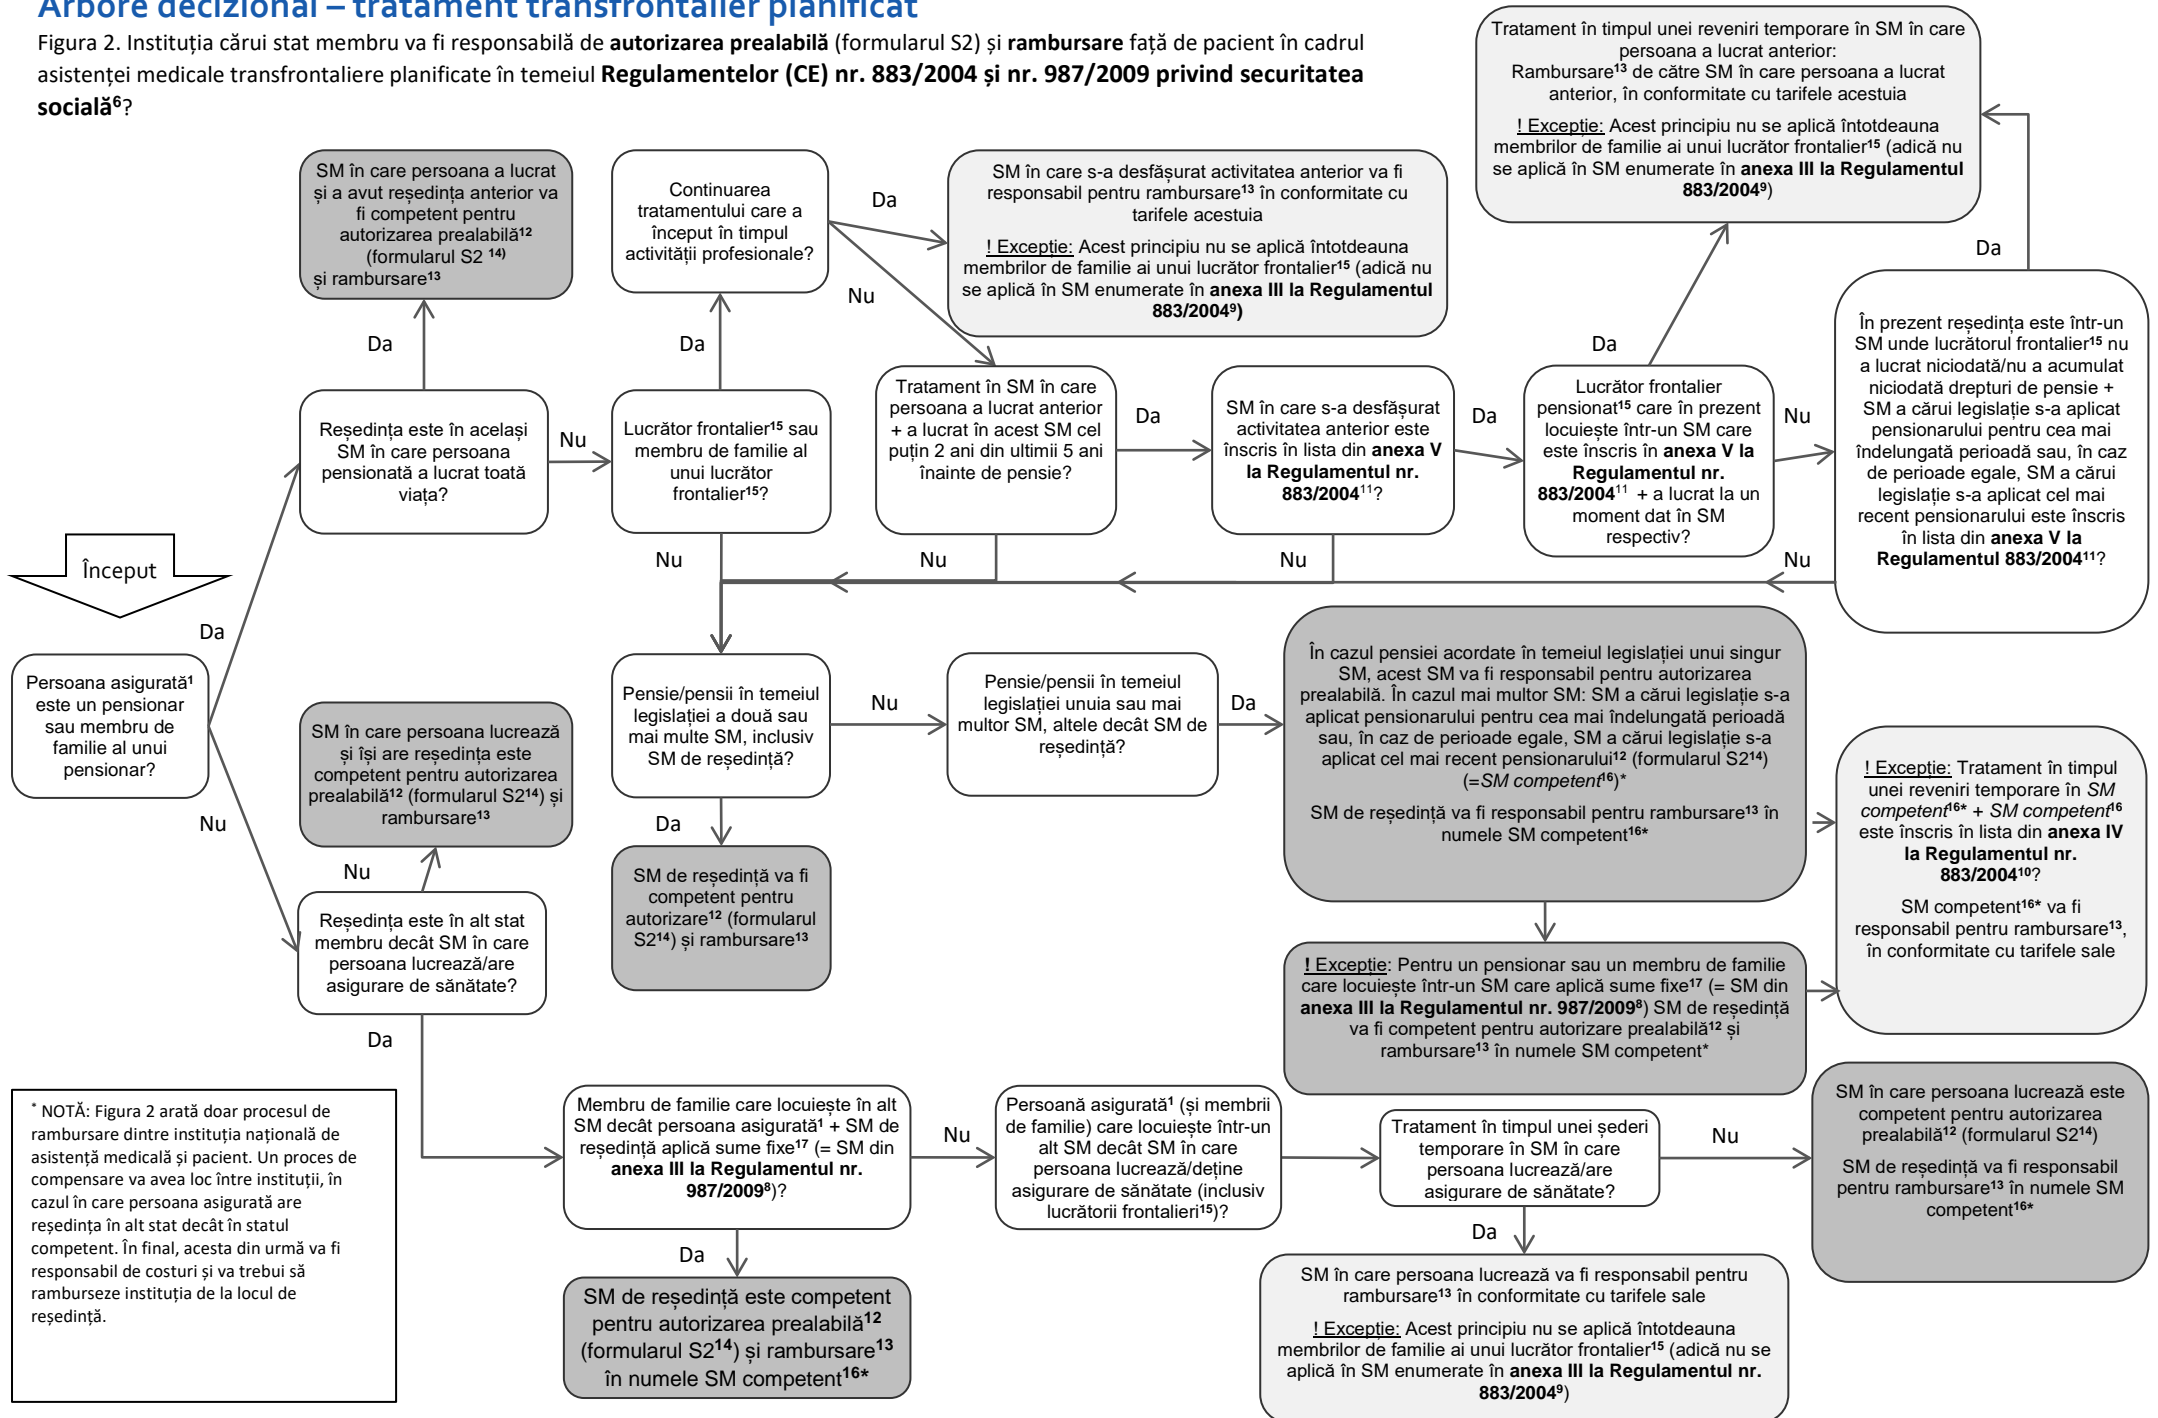 Arbore decizional – tratament transfrontalier planificat
Figura 2. Instituția cărui stat membru va fi responsabilă de autorizarea prealabilă (formularul S2) și rambursare față de pacient în cadrul
asistenței medicale transfrontaliere planificate în temeiul Regulamentelor (CE) nr. 883/2004 și nr. 987/2009 privind securitatea
socială⁶?
Tratament în timpul unei reveniri temporare în SM în care
persoana a lucrat anterior:
Rambursare¹³ de către SM în care persoana a lucrat
anterior, în conformitate cu tarifele acestuia
! Excepție: Acest principiu nu se aplică întotdeauna
membrilor de familie ai unui lucrător frontalier¹⁵ (adică nu
se aplică în SM enumerate în anexa III la Regulamentul
883/2004⁹)
SM în care persoana a lucrat
și a avut reședința anterior va
fi competent pentru
autorizarea prealabilă¹²
(formularul S2 ¹⁴⁾
și rambursare¹³
Continuarea
tratamentului care a
început în timpul
activității profesionale?
Da
Nu
SM în care s-a desfășurat activitatea anterior va fi
responsabil pentru rambursare¹³ în conformitate cu
tarifele acestuia
! Excepție: Acest principiu nu se aplică întotdeauna
membrilor de familie ai unui lucrător frontalier¹⁵ (adică nu
se aplică în SM enumerate în anexa III la Regulamentul
883/2004⁹)
Da
Da
Da
Da
Reședința este în același
SM în care persoana
pensionată a lucrat toată
viața?
Nu
Lucrător frontalier¹⁵ sau
membru de familie al
unui lucrător
frontalier¹⁵?
Tratament în SM în care
persoana a lucrat anterior
+ a lucrat în acest SM cel
puțin 2 ani din ultimii 5 ani
înainte de pensie?
Da
SM în care s-a desfășurat
activitatea anterior este
înscris în lista din anexa V
la Regulamentul nr.
883/2004¹¹?
Da
Lucrător frontalier
pensionat¹⁵ care în prezent
locuiește într-un SM care
este înscris în anexa V la
Regulamentul nr.
883/2004¹¹ + a lucrat la un
moment dat în SM
respectiv?
Nu
În prezent reședința este într-un
SM unde lucrătorul frontalier¹⁵ nu
a lucrat niciodată/nu a acumulat
niciodată drepturi de pensie +
SM a cărui legislație s-a aplicat
pensionarului pentru cea mai
îndelungată perioadă sau, în caz
de perioade egale, SM a cărui
legislație s-a aplicat cel mai
recent pensionarului este înscris
în lista din anexa V la
Regulamentul 883/2004¹¹?
Nu
Nu
Nu
Nu
Început
Da
Persoana asigurată¹
este un pensionar
sau membru de
familie al unui
pensionar?
Nu
SM în care persoana lucrează
și își are reședința este
competent pentru autorizarea
prealabilă¹² (formularul S2¹⁴) și
rambursare¹³
Nu
Pensie/pensii în temeiul
legislației a două sau
mai multe SM, inclusiv
SM de reședință?
Nu
Pensie/pensii în temeiul
legislației unuia sau mai
multor SM, altele decât SM de
reședință?
Da
În cazul pensiei acordate în temeiul legislației unui singur
SM, acest SM va fi responsabil pentru autorizarea
prealabilă. În cazul mai multor SM: SM a cărui legislație s-a
aplicat pensionarului pentru cea mai îndelungată perioadă
sau, în caz de perioade egale, SM a cărui legislație s-a
aplicat cel mai recent pensionarului¹² (formularul S2¹⁴)
(=SM competent¹⁶)*
SM de reședință va fi responsabil pentru rambursare¹³ în
numele SM competent¹⁶*
! Excepție: Tratament în timpul
unei reveniri temporare în SM
competent¹⁶* + SM competent¹⁶
este înscris în lista din anexa IV
la Regulamentul nr.
883/2004¹⁰?
SM competent¹⁶* va fi
responsabil pentru rambursare¹³,
în conformitate cu tarifele sale
Da
SM de reședință va fi
competent pentru
autorizare¹² (formularul
S2¹⁴) și rambursare¹³
Reședința este în alt stat
membru decât SM în care
persoana lucrează/are
asigurare de sănătate?
! Excepție: Pentru un pensionar sau un membru de familie
care locuiește într-un SM care aplică sume fixe¹⁷ (= SM din
anexa III la Regulamentul nr. 987/2009⁸) SM de reședință
va fi competent pentru autorizare prealabilă¹² și
rambursare¹³ în numele SM competent*
Da
* NOTĂ: Figura 2 arată doar procesul de
rambursare dintre instituția națională de
asistență medicală și pacient. Un proces de
compensare va avea loc între instituții, în
cazul în care persoana asigurată are
reședința în alt stat decât în statul
competent. În final, acesta din urmă va fi
responsabil de costuri și va trebui să
ramburseze instituția de la locul de
reședință.
Membru de familie care locuiește în alt
SM decât persoana asigurată¹ + SM de
reședință aplică sume fixe¹⁷ (= SM din
anexa III la Regulamentul nr.
987/2009⁸)?
Nu
Persoană asigurată¹ (și membrii
de familie) care locuiește într-un
alt SM decât SM în care
persoana lucrează/deține
asigurare de sănătate (inclusiv
lucrătorii frontalieri¹⁵)?
Tratament în timpul unei șederi
temporare în SM în care
persoana lucrează/are
asigurare de sănătate?
Nu
SM în care persoana lucrează este
competent pentru autorizarea
prealabilă¹² (formularul S2¹⁴)
SM de reședință va fi responsabil
pentru rambursare¹³ în numele SM
competent¹⁶*
Da
Da
SM de reședință este competent
pentru autorizarea prealabilă¹²
(formularul S2¹⁴) și rambursare¹³
în numele SM competent¹⁶*
SM în care persoana lucrează va fi responsabil pentru
rambursare¹³ în conformitate cu tarifele sale
! Excepție: Acest principiu nu se aplică întotdeauna
membrilor de familie ai unui lucrător frontalier¹⁵ (adică nu se
aplică în SM enumerate în anexa III la Regulamentul nr.
883/2004⁹)